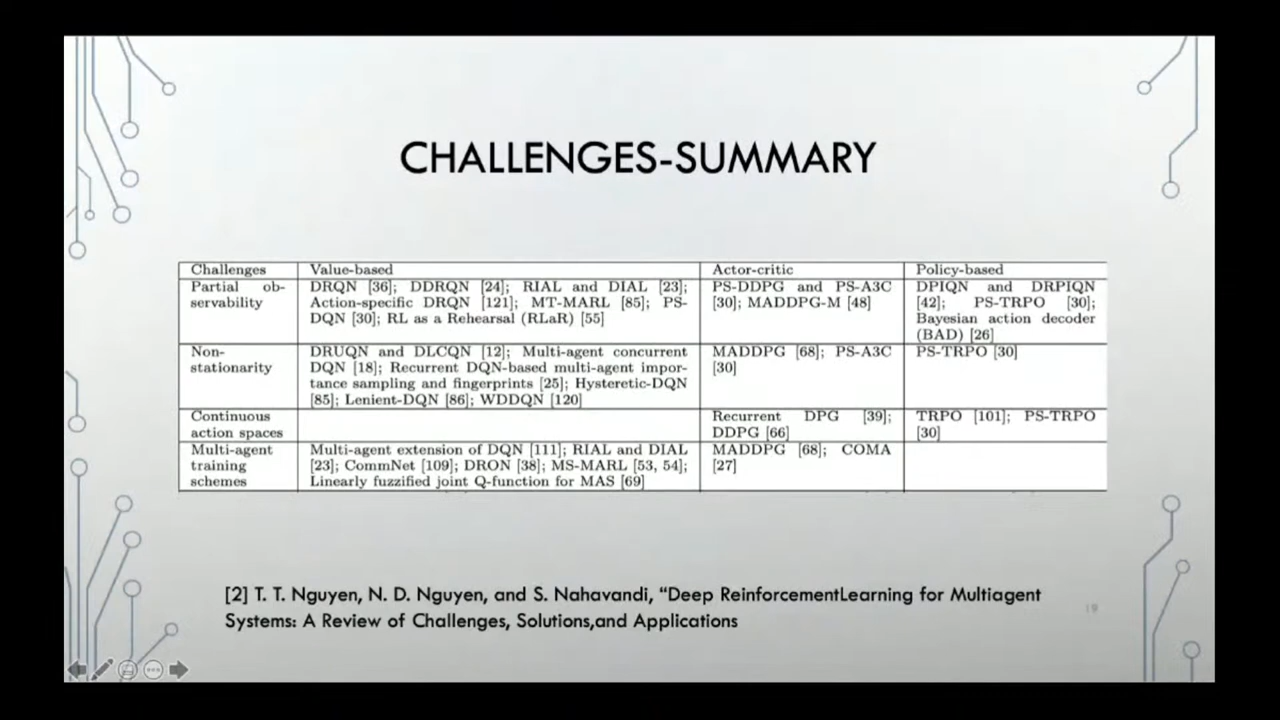 CHALLENGES-SUMMARY
Challenges Value-based Actor-critic Policy-based
Partial ob- DRQN [36]; DDRQN [24]; RIAL and DIAL [23]; PS-DDPG and PS-A3C DPIQN and DRPIQN
servability Action-specific DRQN [121]; MT-MARL [85]; PS- [30]; MADDPG-M [48] [42]; PS-TRPO [30];
DQN [30]; RL as a Rehearsal (RLaR) [55] Bayesian action decoder
(BAD) [26]
Non- DRUQN and DLCQN [12]; Multi-agent concurrent MADDPG [68]; PS-A3C PS-TRPO [30]
stationarity DQN [18]; Recurrent DQN-based multi-agent impor- [30]
tance sampling and fingerprints [25]; Hysteretic-DQN
[85]; Lenient-DQN [86]; WDDQN [120]
Continuous Recurrent DPG [39]; TRPO [101]; PS-TRPO
action spaces DDPG [66] [30]
Multi-agent Multi-agent extension of DQN [111]; RIAL and DIAL MADDPG [68]; COMA
training [23]; CommNet [109]; DRON [38]; MS-MARL [53, 54]; [27]
schemes Linearly fuzzified joint Q-function for MAS [69]
[2] T. T. Nguyen, N. D. Nguyen, and S. Nahavandi, “Deep ReinforcementLearning for Multiagent
Systems: A Review of Challenges, Solutions,and Applications
19